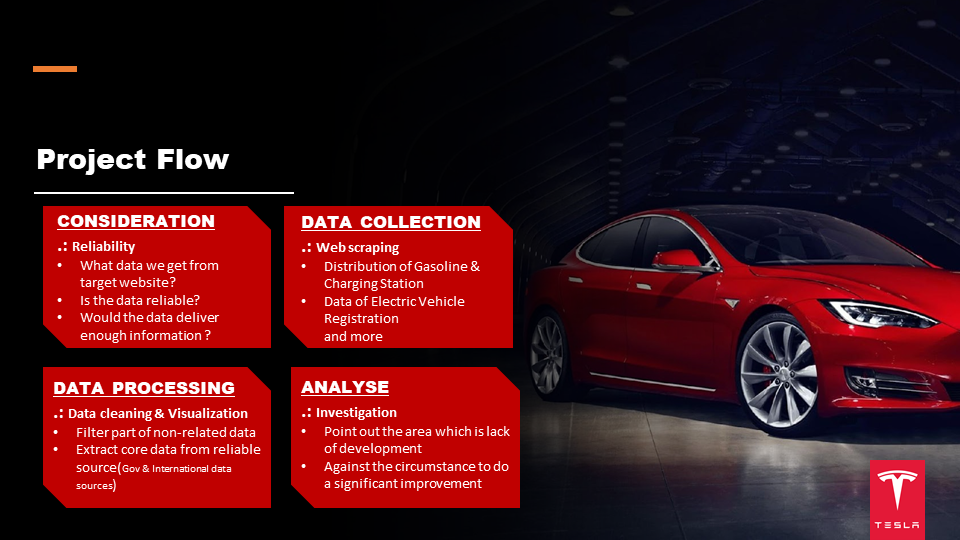 Project Flow
CONSIDERATION
.: Reliability
• What data we get from
target website?
• Is the data reliable?
• Would the data deliver
enough information ?
DATA COLLECTION
.: Web scraping
• Distribution of Gasoline &
Charging Station
• Data of Electric Vehicle
Registration
and more
DATA PROCESSING
.: Data cleaning & Visualization
• Filter part of non-related data
• Extract core data from reliable
source(Gov & International data
sources)
ANALYSE
.: Investigation
• Point out the area which is lack
of development
• Against the circumstance to do
a significant improvement
TESLA